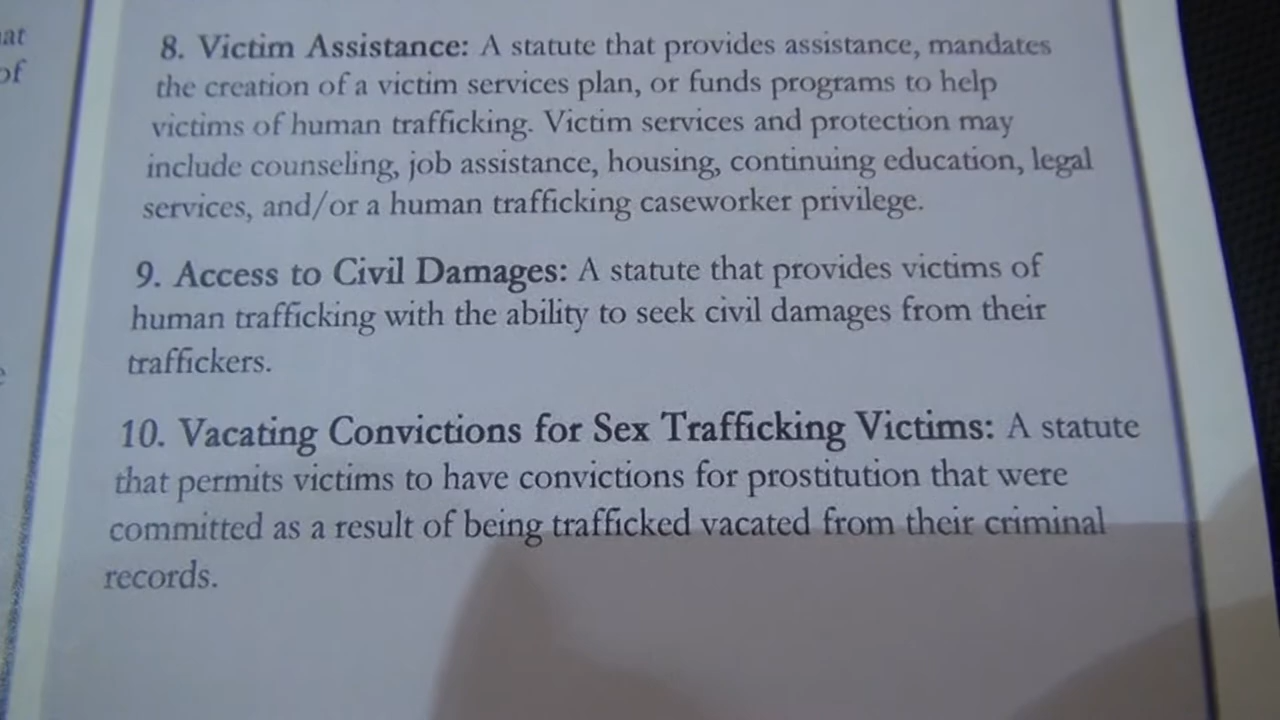 at
of
8. Victim Assistance: A statute that provides assistance, mandates
the creation of a victim services plan, or funds programs to help
victims of human trafficking. Victim services and protection may
include counseling, job assistance, housing, continuing education, legal
services, and/or a human trafficking caseworker privilege.
9. Access to Civil Damages: A statute that provides victims of
human trafficking with the ability to seek civil damages from their
traffickers.
10. Vacating Convictions for Sex Trafficking Victims: A statute
that permits victims to have convictions for prostitution that were
committed as a result of being trafficked vacated from their criminal
records.